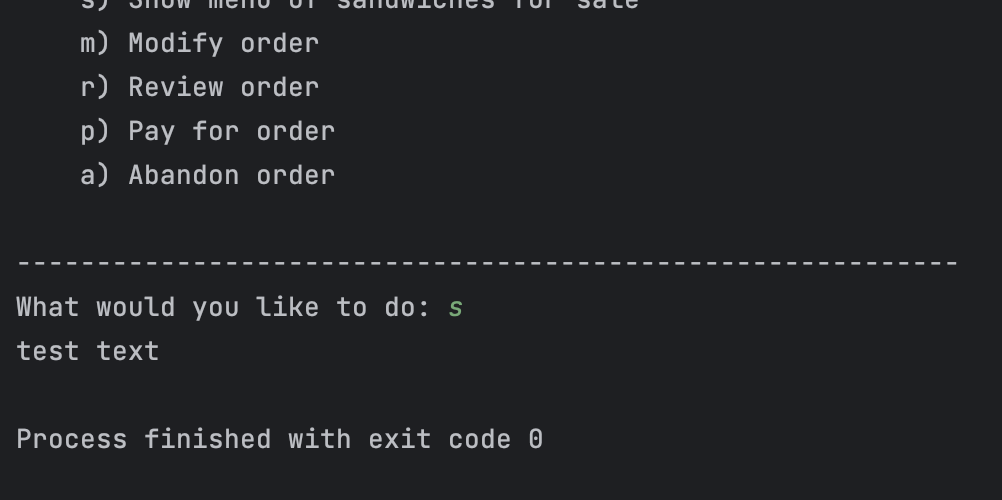 s) Show menu of sandwiches for sale
m) Modify order
r) Review order
p) Pay for order
a) Abandon order
-----------------------------------------------------------
What would you like to do: s
test text
Process finished with exit code 0